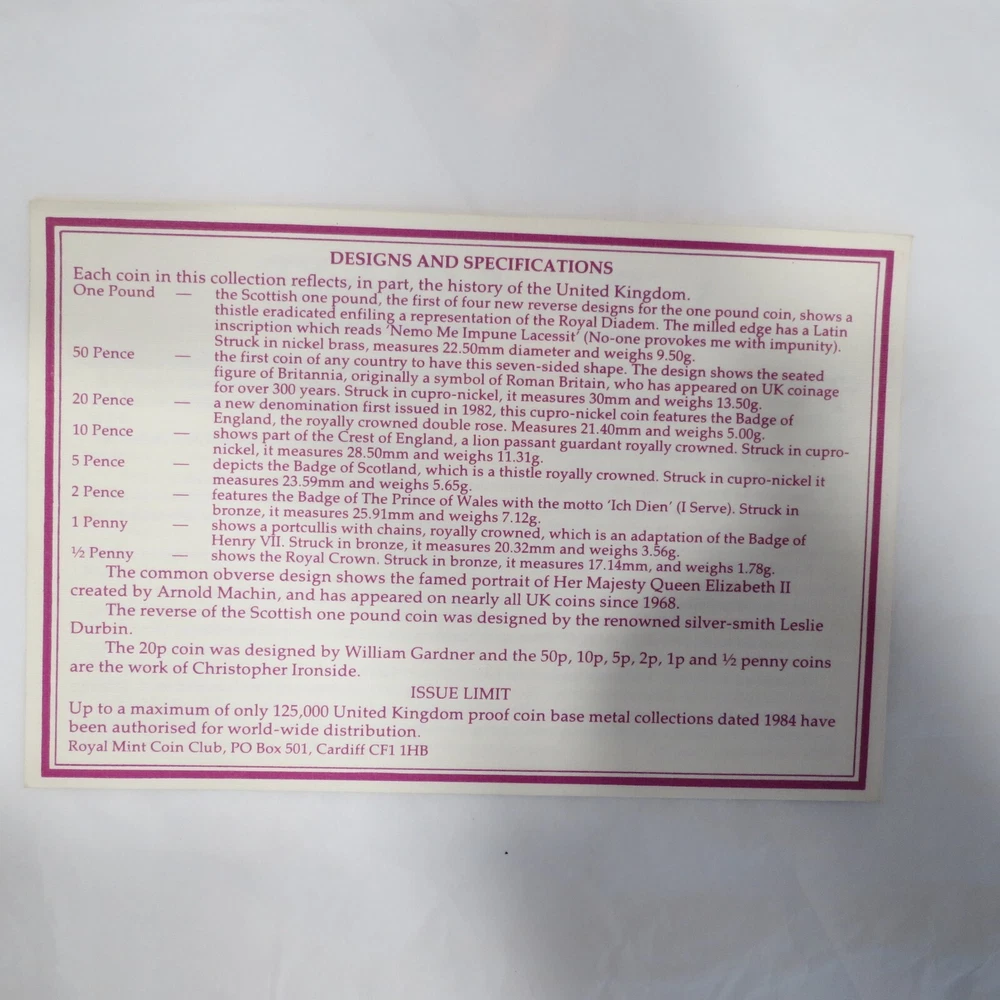 DESIGNS AND SPECIFICATIONS
Each coin in this collection reflects, in part, the history of the United Kingdom.
One Pound — the Scottish one pound, the first of four new reverse designs for the one pound coin, shows a
thistle eradicated enfiling a representation of the Royal Diadem. The milled edge has a Latin
inscription which reads 'Nemo Me Impune Lacessit' (No-one provokes me with impunity).
Struck in nickel brass, measures 22.50mm diameter and weighs 9.50g.
50 Pence — the first coin of any country to have this seven-sided shape. The design shows the seated
figure of Britannia, originally a symbol of Roman Britain, who has appeared on UK coinage
for over 300 years. Struck in cupro-nickel, it measures 30mm and weighs 13.50g.
20 Pence — a new denomination first issued in 1982, this cupro-nickel coin features the Badge of
England, the royally crowned double rose. Measures 21.40mm and weighs 5.00g.
10 Pence — shows part of the Crest of England, a lion passant guardant royally crowned. Struck in cupro-
nickel, it measures 28.50mm and weighs 11.31g.
5 Pence — depicts the Badge of Scotland, which is a thistle royally crowned. Struck in cupro-nickel it
measures 23.59mm and weighs 5.65g.
2 Pence — features the Badge of The Prince of Wales with the motto 'Ich Dien' (I Serve). Struck in
bronze, it measures 25.91mm and weighs 7.12g.
1 Penny — shows a portcullis with chains, royally crowned, which is an adaptation of the Badge of
Henry VII. Struck in bronze, it measures 20.32mm and weighs 3.56g.
½ Penny — shows the Royal Crown. Struck in bronze, it measures 17.14mm, and weighs 1.78g.
The common obverse design shows the famed portrait of Her Majesty Queen Elizabeth II
created by Arnold Machin, and has appeared on nearly all UK coins since 1968.
The reverse of the Scottish one pound coin was designed by the renowned silver-smith Leslie
Durbin.
The 20p coin was designed by William Gardner and the 50p, 10p, 5p, 2p, 1p and ½ penny coins
are the work of Christopher Ironside.
ISSUE LIMIT
Up to a maximum of only 125,000 United Kingdom proof coin base metal collections dated 1984 have
been authorised for world-wide distribution.
Royal Mint Coin Club, PO Box 501, Cardiff CF1 1HB